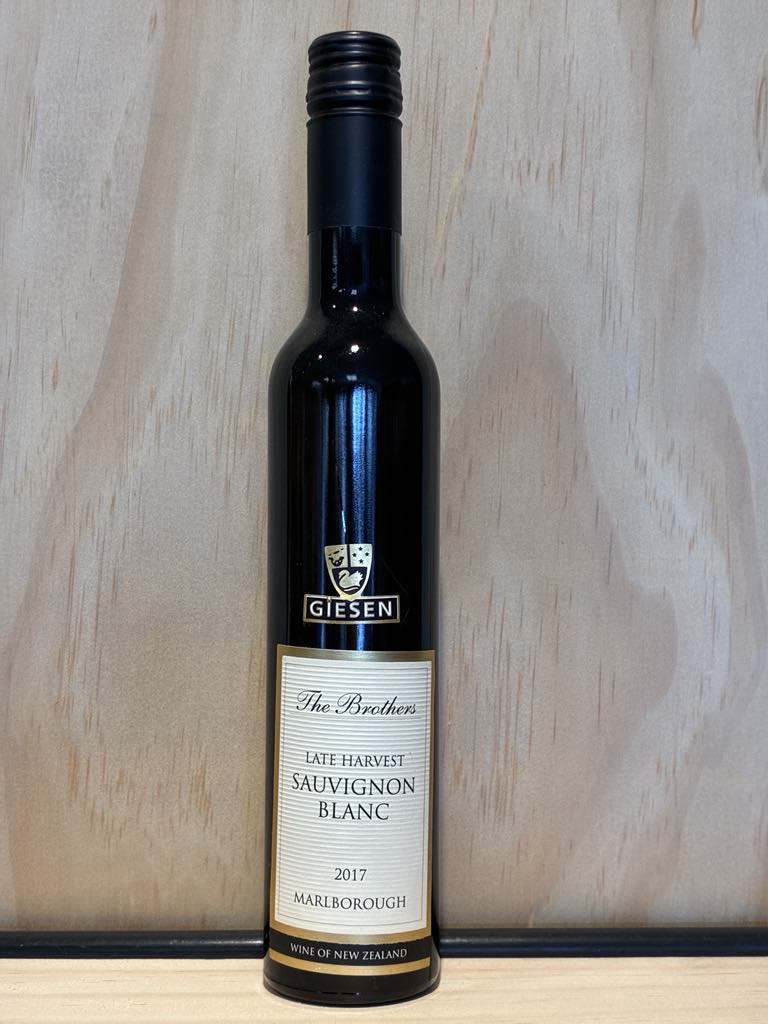 GIESEN
The Brothers
LATE HARVEST
SAUVIGNON
BLANC
2017
MARLBOROUGH
WINE OF NEW ZEALAND